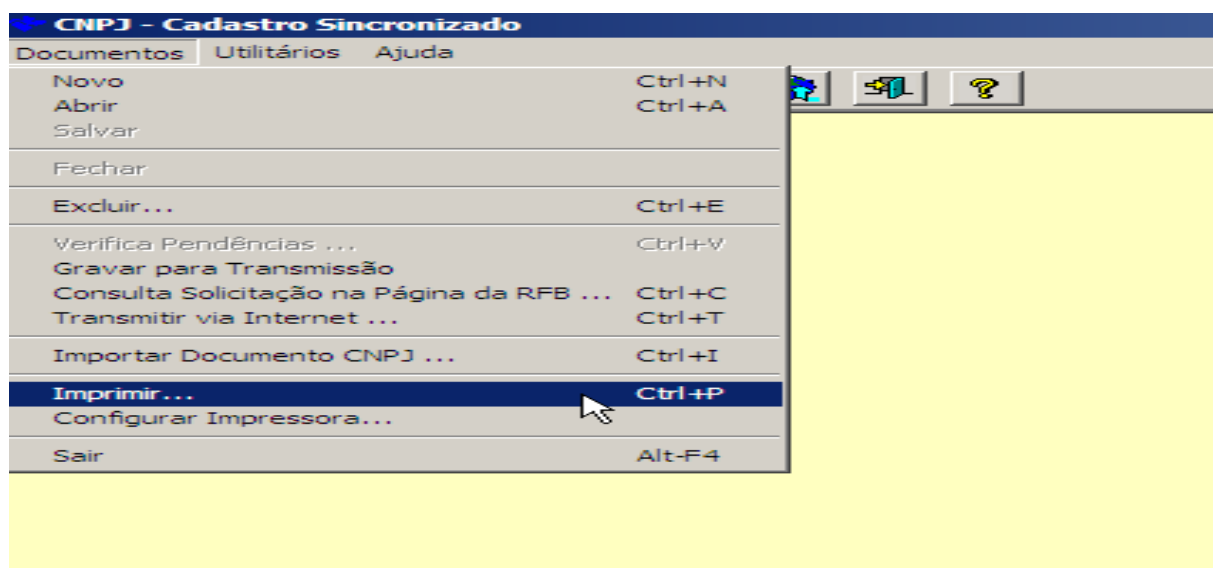 CNPJ - Cadastro Sincronizado
Documentos Utilitários Ajuda
Novo Ctrl+N
Abrir Ctrl+A
Salvar
Fechar
Excluir... Ctrl+E
Verifica Pendências ... Ctrl+V
Gravar para Transmissão
Consulta Solicitação na Página da RFB ... Ctrl+C
Transmitir via Internet ... Ctrl+T
Importar Documento CNPJ ... Ctrl+I
Imprimir... Ctrl+P
Configurar Impressora...
Sair Alt-F4